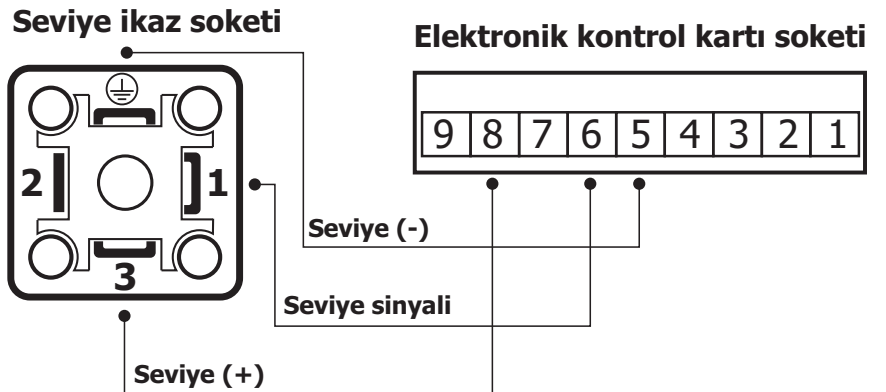 Seviye ikaz soketi
Elektronik kontrol kartı soketi
9 8 7 6 5 4 3 2 1
2 1
3
Seviye (-)
Seviye sinyali
Seviye (+)